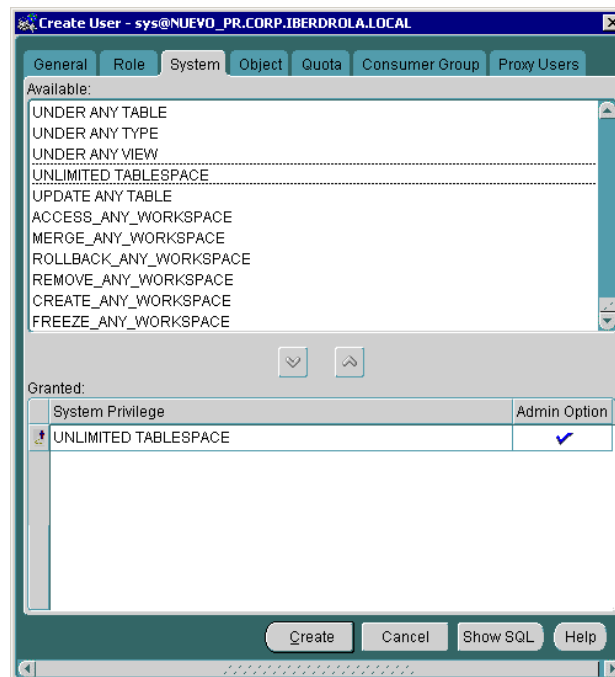 Create User - sys@NUEVO_PR.CORP.IBERDROLA.LOCAL
General Role System Object Quota Consumer Group Proxy Users
Available:
UNDER ANY TABLE
UNDER ANY TYPE
UNDER ANY VIEW
UNLIMITED TABLESPACE
UPDATE ANY TABLE
ACCESS_ANY_WORKSPACE
MERGE_ANY_WORKSPACE
ROLLBACK_ANY_WORKSPACE
REMOVE_ANY_WORKSPACE
CREATE_ANY_WORKSPACE
FREEZE_ANY_WORKSPACE
Granted:
System Privilege Admin Option
UNLIMITED TABLESPACE
Create Cancel Show SQL Help